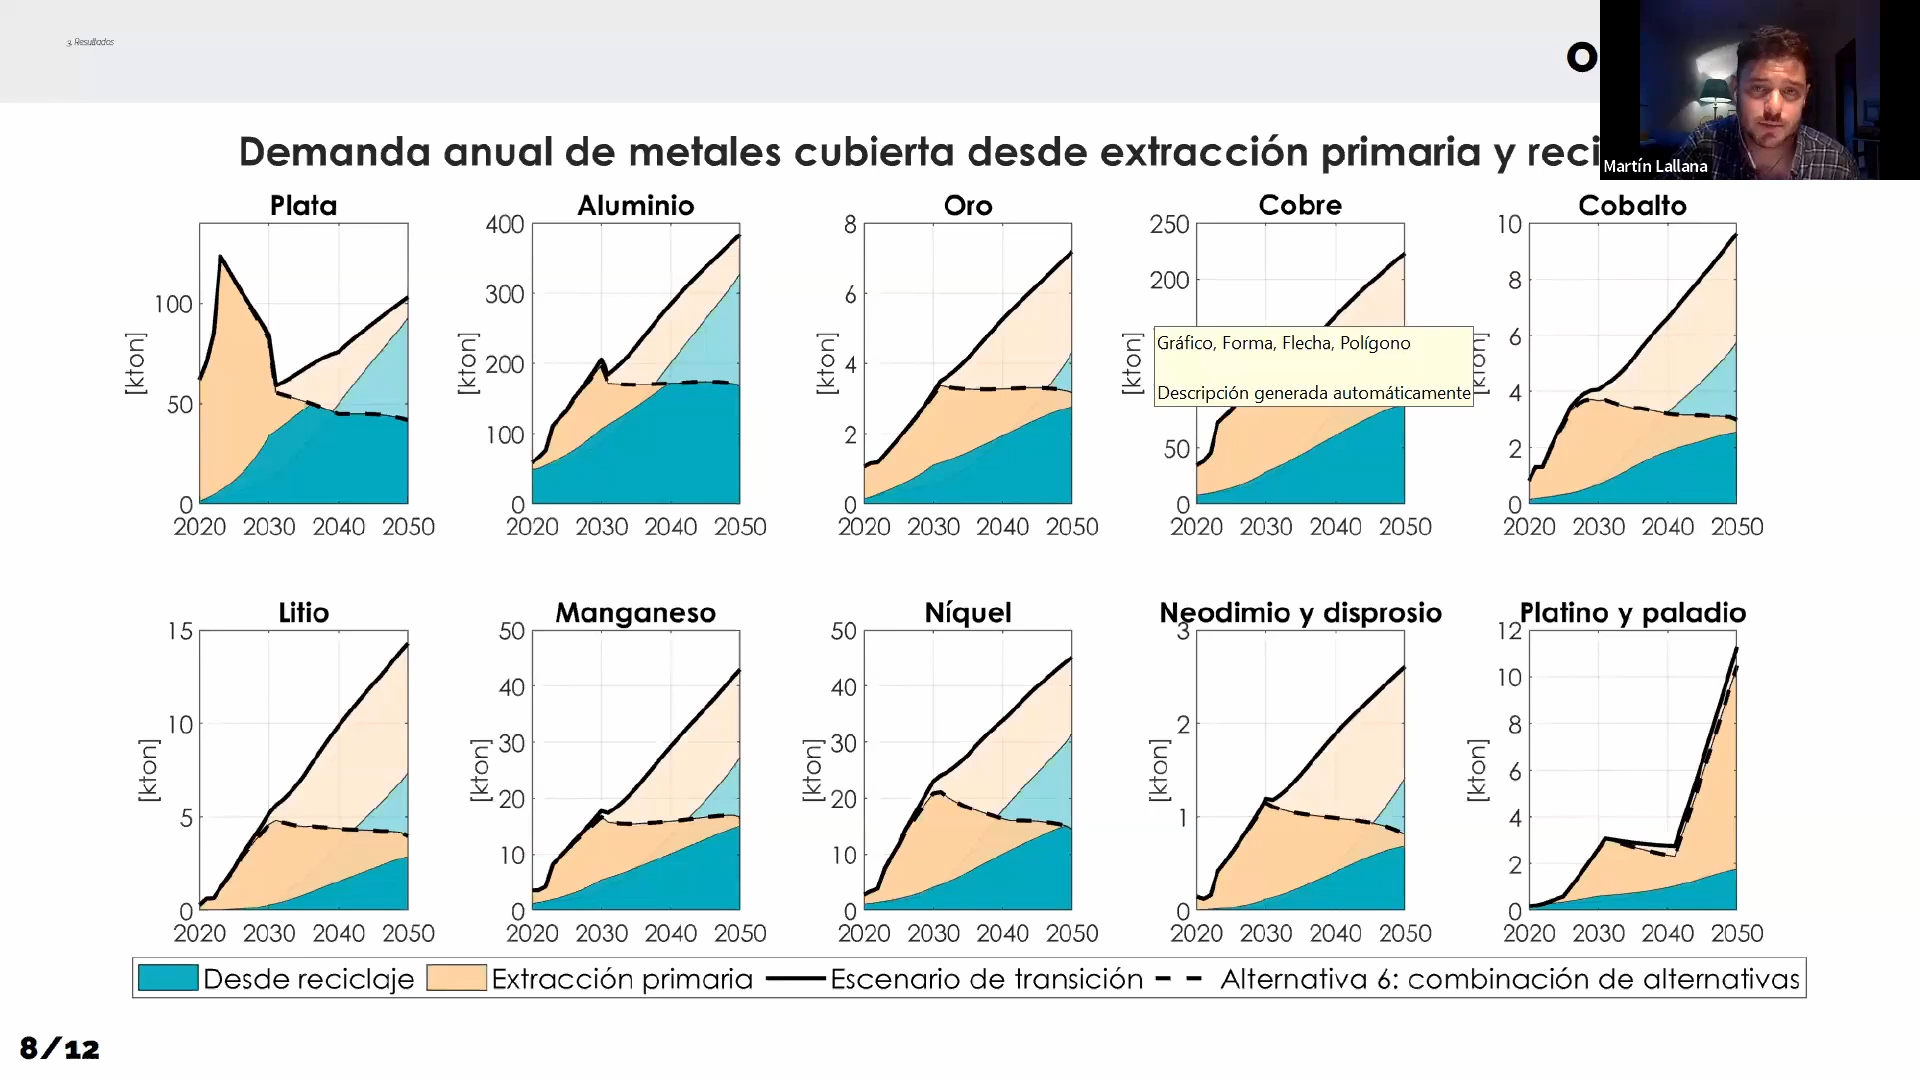 3. Resultados
O
Demanda anual de metales cubierta desde extracción primaria y reci
Martín Lallana
Plata
Aluminio
Oro
Cobre
Cobalto
[kton]
100
50
0
2020 2030 2040 2050
[kton]
400
300
200
100
0
2020 2030 2040 2050
[kton]
8
6
4
2
0
2020 2030 2040 2050
[kton]
250
200
50
0
2020 2030 2040 2050
Gráfico, Forma, Flecha, Polígono
Descripción generada automáticamente
[kton]
10
8
6
4
2
0
2020 2030 2040 2050
Litio
Manganeso
Níquel
Neodimio y disprosio
Platino y paladio
[kton]
15
10
5
0
2020 2030 2040 2050
[kton]
50
40
30
20
10
0
2020 2030 2040 2050
[kton]
50
40
30
20
10
0
2020 2030 2040 2050
[kton]
3
2
1
0
2020 2030 2040 2050
[kton]
12
10
8
6
4
2
0
2020 2030 2040 2050
Desde reciclaje Extracción primaria Escenario de transición Alternativa 6: combinación de alternativas
8/12